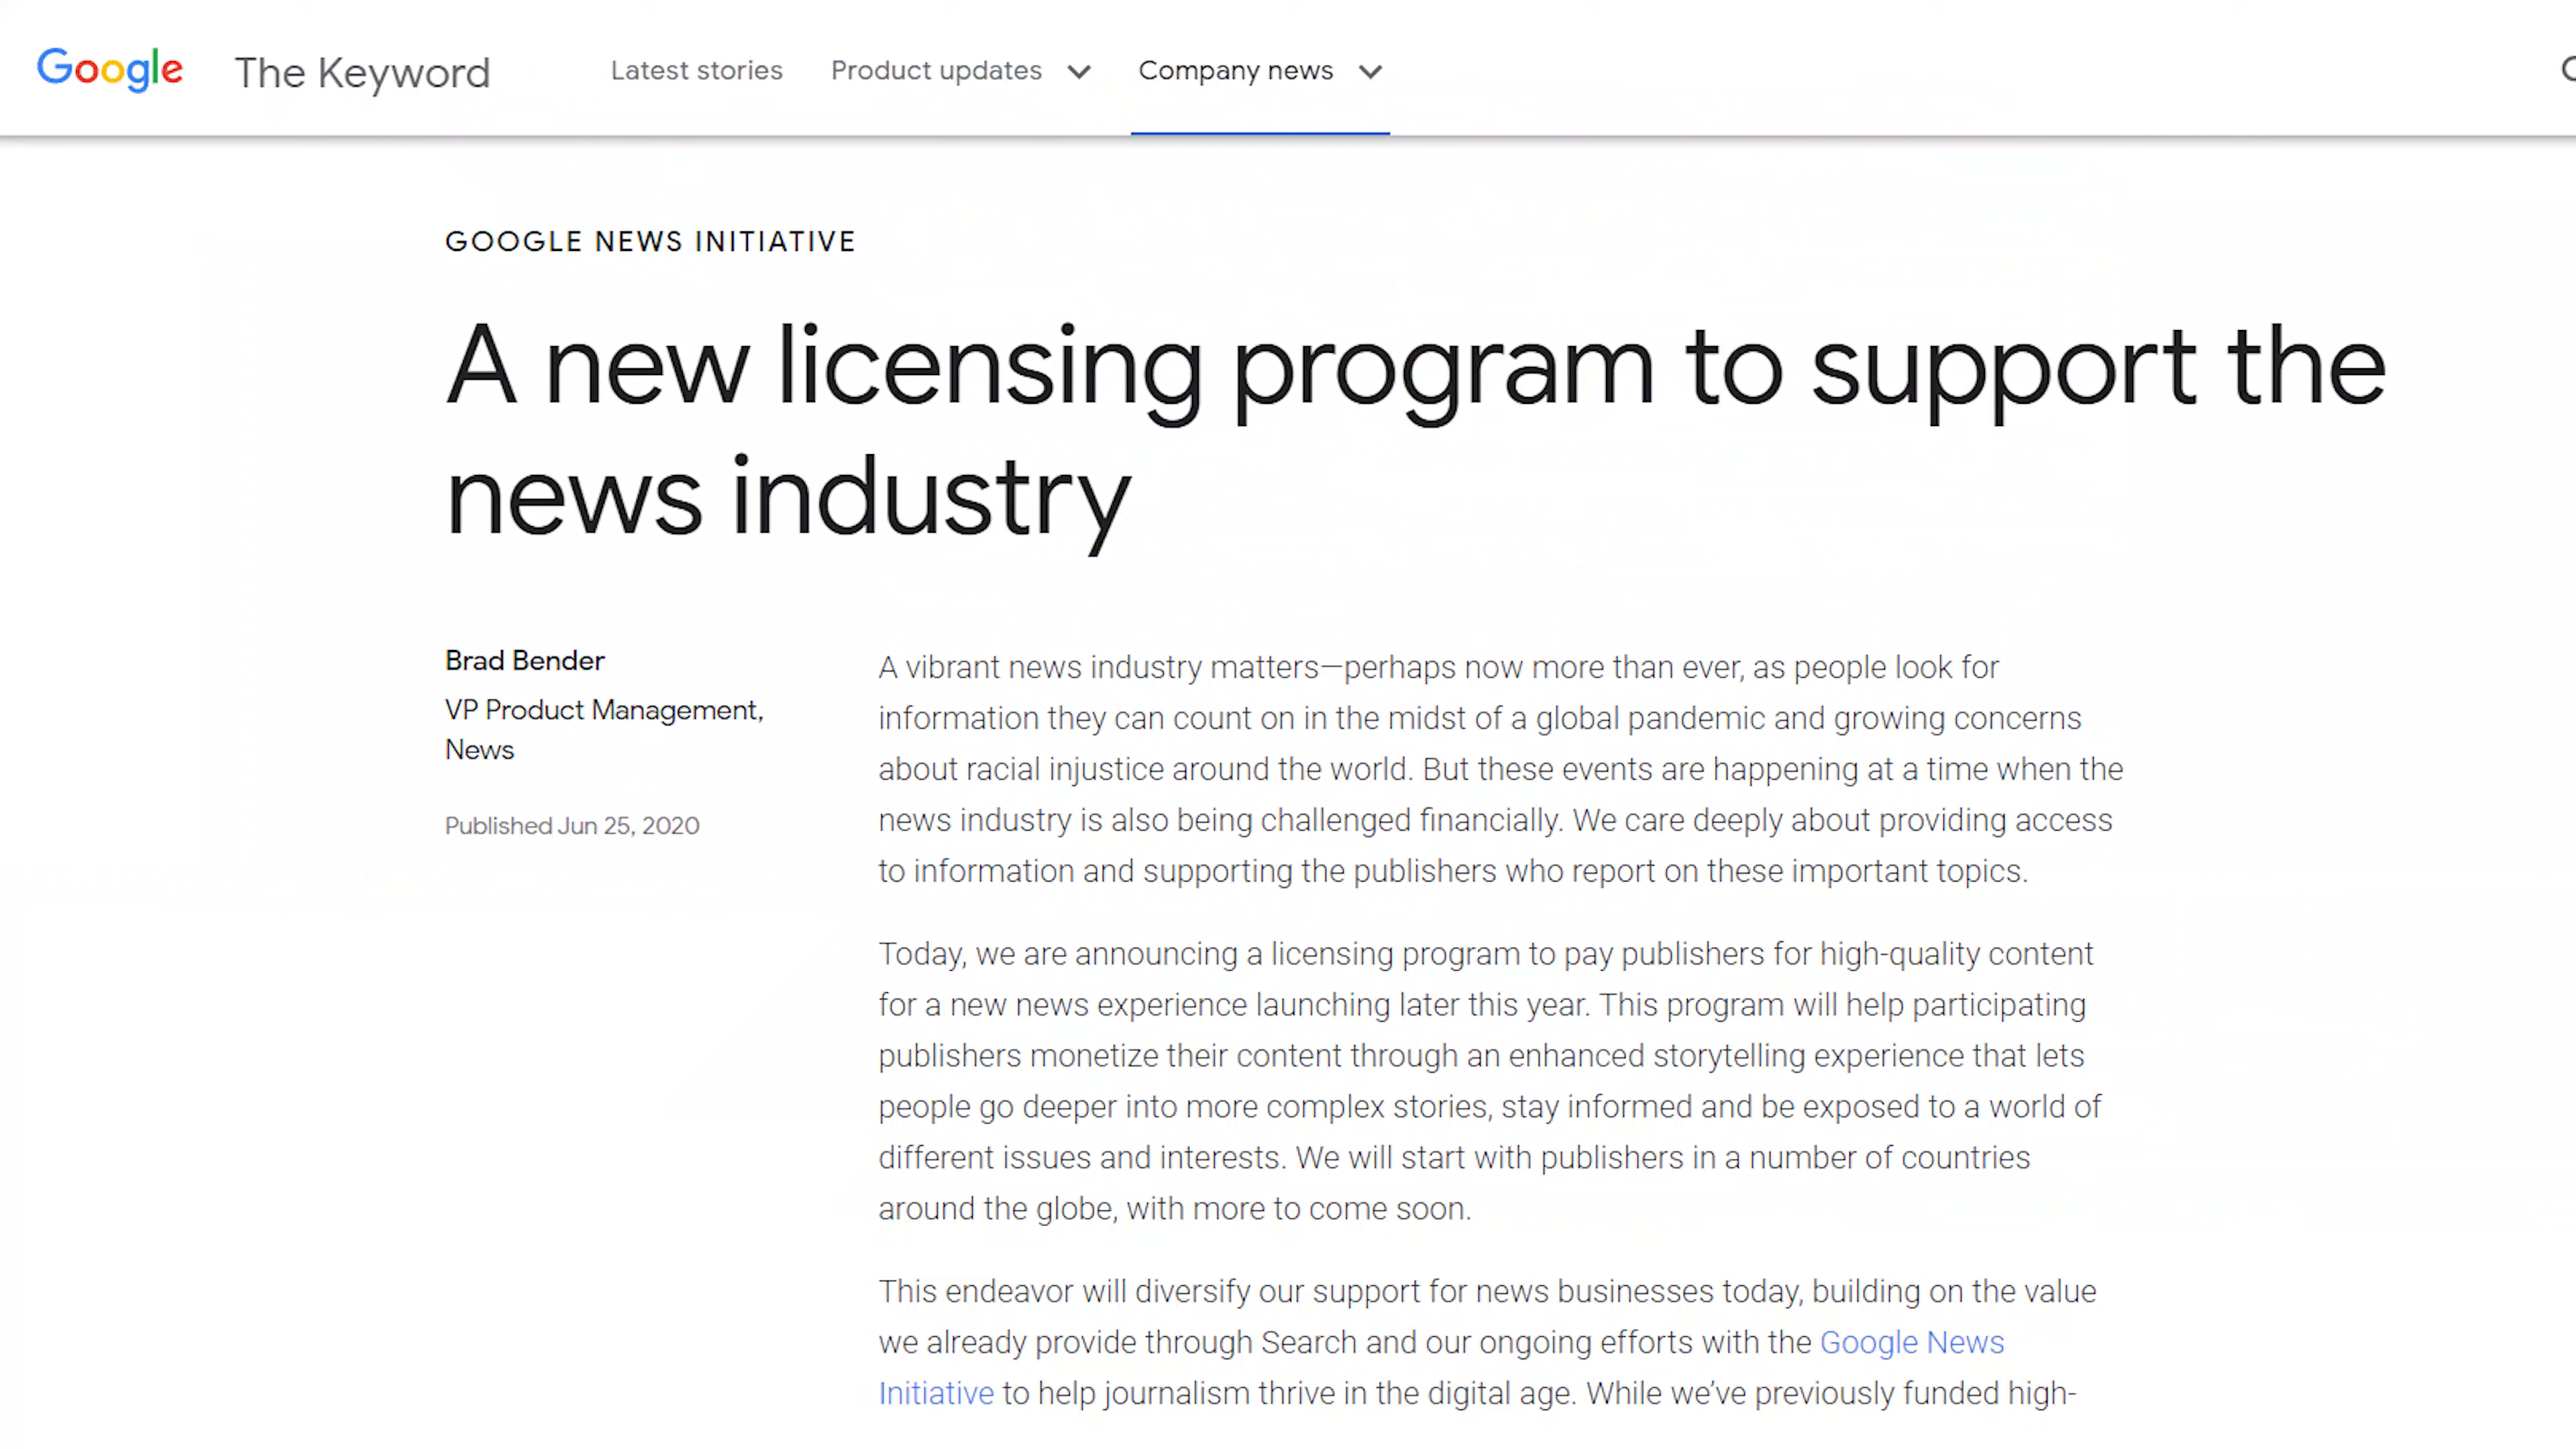 Google The Keyword Latest stories Product updates Company news
GOOGLE NEWS INITIATIVE
A new licensing program to support the
news industry
Brad Bender
VP Product Management,
News
Published Jun 25, 2020
A vibrant news industry matters—perhaps now more than ever, as people look for
information they can count on in the midst of a global pandemic and growing concerns
about racial injustice around the world. But these events are happening at a time when the
news industry is also being challenged financially. We care deeply about providing access
to information and supporting the publishers who report on these important topics.
Today, we are announcing a licensing program to pay publishers for high-quality content
for a new news experience launching later this year. This program will help participating
publishers monetize their content through an enhanced storytelling experience that lets
people go deeper into more complex stories, stay informed and be exposed to a world of
different issues and interests. We will start with publishers in a number of countries
around the globe, with more to come soon.
This endeavor will diversify our support for news businesses today, building on the value
we already provide through Search and our ongoing efforts with the Google News
Initiative to help journalism thrive in the digital age. While we’ve previously funded high-